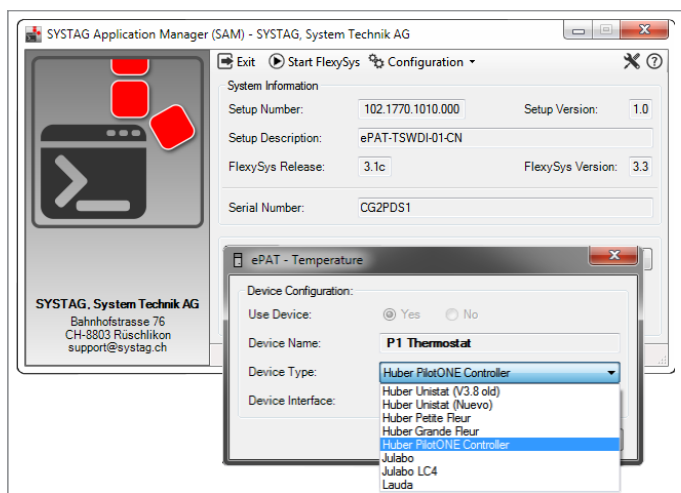 SYSTAG Application Manager (SAM) - SYSTAG, System Technik AG
Exit Start FlexySys Configuration
System Information
Setup Number: 102.1770.1010.000 Setup Version: 1.0
Setup Description: ePAT-TSWDI-01-CN
FlexySys Release: 3.1c FlexySys Version: 3.3
Serial Number: CG2PDS1
SYSTAG, System Technik AG
Bahnhofstrasse 76
CH-8803 Rüschlikon
support@systag.ch
ePAT - Temperature
Device Configuration:
Use Device: Yes No
Device Name: P1 Thermostat
Device Type: Huber PilotONE Controller
Device Interface:
Huber Unistat (V3.8 old)
Huber Unistat (Nuevo)
Huber Petite Fleur
Huber Grande Fleur
Huber PilotONE Controller
Julabo
Julabo LC4
Lauda